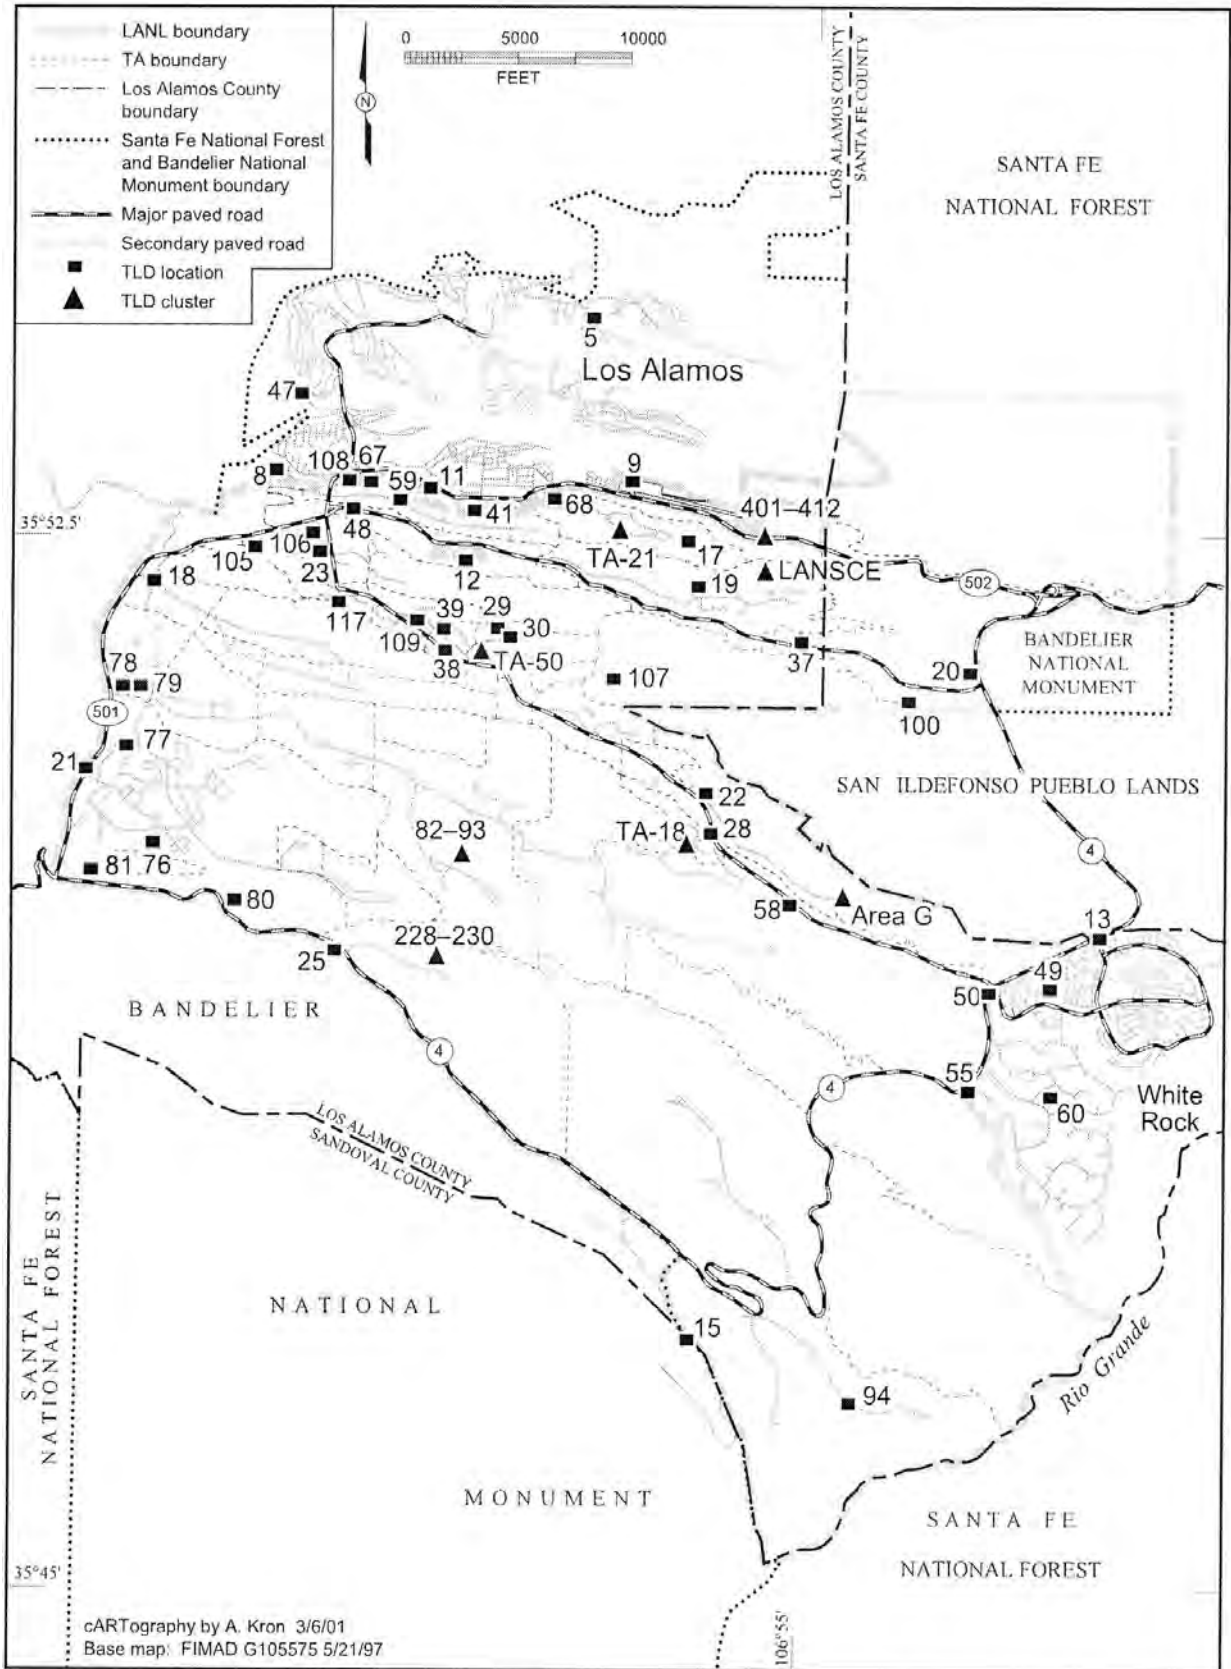 LANL boundary
TA boundary
Los Alamos County
boundary
Santa Fe National Forest
and Bandelier National
Monument boundary
Major paved road
Secondary paved road
TLD location
TLD cluster
0 5000 10000
FEET
N
LOS ALAMOS COUNTY
SANTA FE COUNTY
SANTA FE
NATIONAL FOREST
5
Los Alamos
47
8
108
67
59
11
9
401–412
41
68
48
35°52.5'
106
105
23
TA-21
17
LANSCE
18
12
19
502
117
39
29
30
109
38
TA-50
37
BANDELIER
NATIONAL
MONUMENT
20
78
79
107
100
501
77
21
SAN ILDEFONSO PUEBLO LANDS
22
82–93
TA-18
28
4
81
76
80
58
Area G
13
228–230
25
49
50
BANDELIER
4
4
55
White
Rock
60
LOS ALAMOS COUNTY
SANDOVAL COUNTY
SANTA FE
NATIONAL FOREST
NATIONAL
15
Rio Grande
94
MONUMENT
SANTA FE
NATIONAL FOREST
35°45'
106°55'
cARTography by A. Kron 3/6/01
Base map: FIMAD G105575 5/21/97